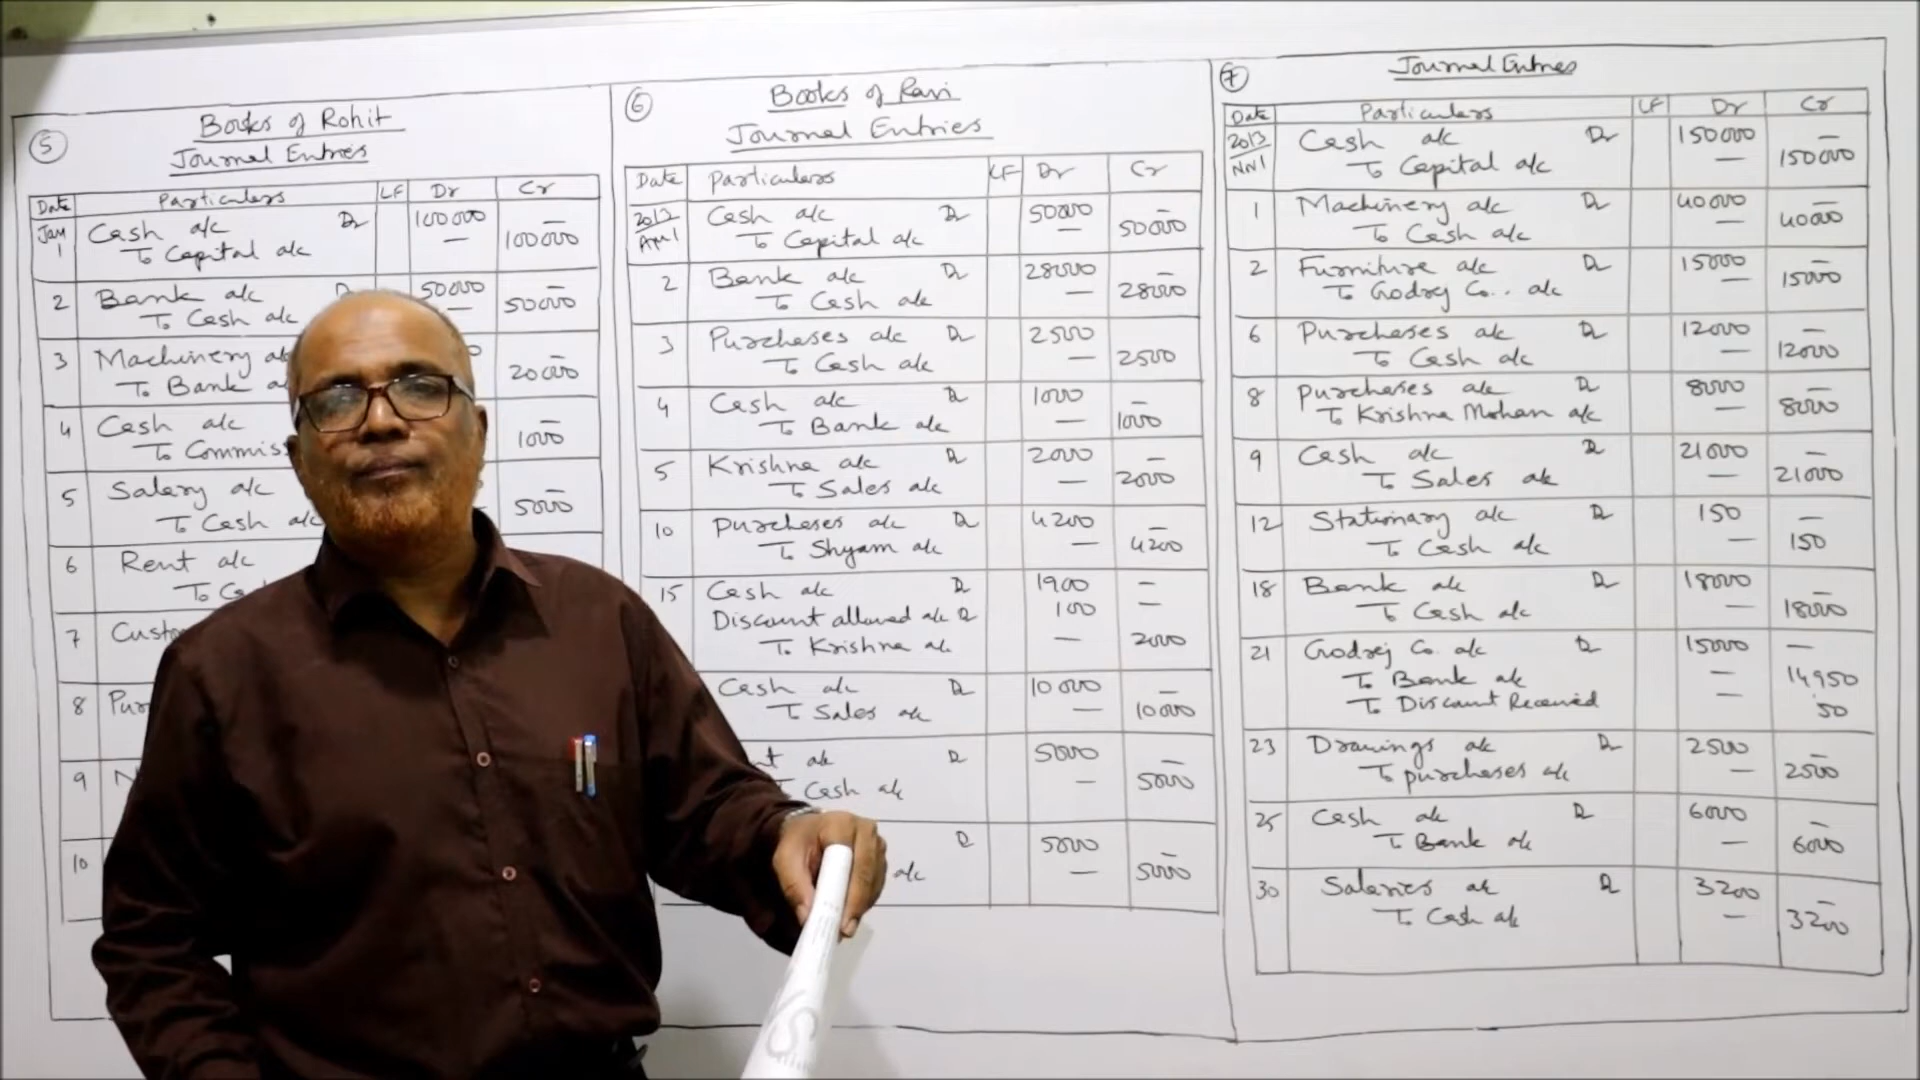 5
Books of Rohit
Journal Entries
Date Particulars LF Dr Cr
Jan 1 Cash a/c Dr 100000 —
To Capital a/c — 100000
2 Bank a/c 50000 —
To Cash a/c — 50000
3 Machinery a/c —
To Bank 20000
4 Cash a/c —
To 1000
5 Salary a/c —
To Cash a/c 5000
6 Rent a/c
To
7
8
9
10
6
Books of Ravi
Journal Entries
Date Particulars LF Dr Cr
Cash a/c Dr 50000 —
To Capital a/c — 50000
2 Bank a/c Dr 28000 —
To Cash a/c — 28000
3 Purchases a/c Dr 2500
To Cash a/c — 2500
4 Cash a/c Dr 1000 —
To Bank a/c — 1000
5 Krishna a/c Dr 2000 —
To Sales a/c — 2000
10 Purchases a/c Dr 4200 —
To Shyam a/c — 4200
15 Cash a/c Dr 1900 —
Discount allowed a/c Dr 100 —
To Krishna a/c — 2000
Cash a/c Dr 10000 —
To Sales a/c — 10000
a/c Dr 5000 —
Cash a/c — 5000
Dr 5000 —
a/c — 5000
7
Journal Entries
Date Particulars LF Dr Cr
2013 Cash a/c Dr 150000 —
To Capital a/c — 150000
1 Machinery a/c Dr 40000 —
To Cash a/c — 40000
2 Furniture a/c Dr 15000 —
To Godrej Co.. a/c — 15000
6 Purchases a/c Dr 12000 —
To Cash a/c — 12000
8 Purchases a/c Dr 8000 —
To Krishna Mohan a/c — 8000
9 Cash a/c Dr 21000 —
To Sales a/c — 21000
12 Stationary a/c Dr 150 —
To Cash a/c — 150
18 Bank a/c Dr 18000 —
To Cash a/c — 18000
21 Godrej Co. a/c Dr 15000 —
To Bank a/c — 14950
To Discount Received — 50
23 Drawings a/c Dr 2500 —
To purchases a/c — 2500
25 Cash a/c Dr 6000 —
To Bank a/c — 6000
30 Salaries a/c Dr 3200 —
To Cash a/c — 3200